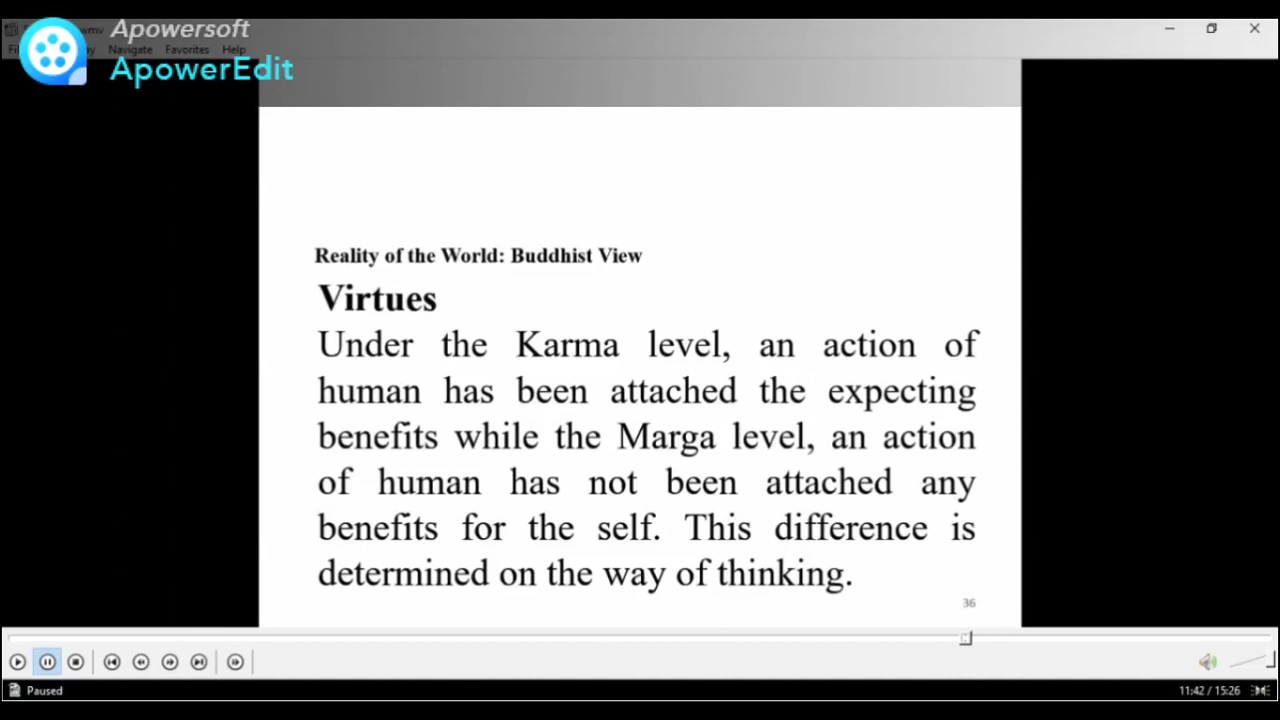 Apowersoft
ApowerEdit
Navigate Favorites Help
Reality of the World: Buddhist View
Virtues
Under the Karma level, an action of
human has been attached the expecting
benefits while the Marga level, an action
of human has not been attached any
benefits for the self. This difference is
determined on the way of thinking.
36
Paused
11:42 / 15:26